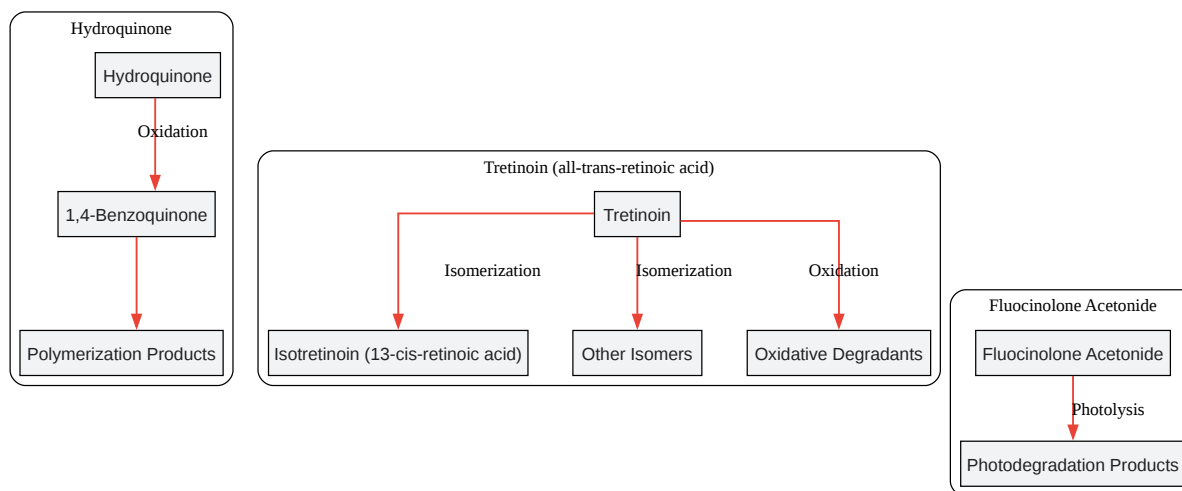 Hydroquinone
Hydroquinone
Oxidation
1,4-Benzoquinone
Polymerization Products
Tretinoin (all-trans-retinoic acid)
Tretinoin
Isomerization
Isomerization
Oxidation
Isotretinoin (13-cis-retinoic acid)
Other Isomers
Oxidative Degradants
Fluocinolone Acetonide
Fluocinolone Acetonide
Photolysis
Photodegradation Products